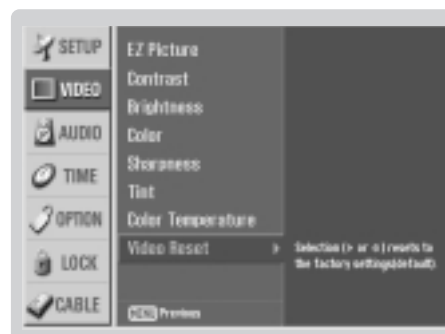 SETUP
VIDEO
AUDIO
TIME
OPTION
LOCK
CABLE
EZ Picture
Contrast
Brightness
Color
Sharpness
Tint
Color Temperature
Video Reset
Selection (▷ or ⊙) resets to
the factory settings(default).
MENU Previous